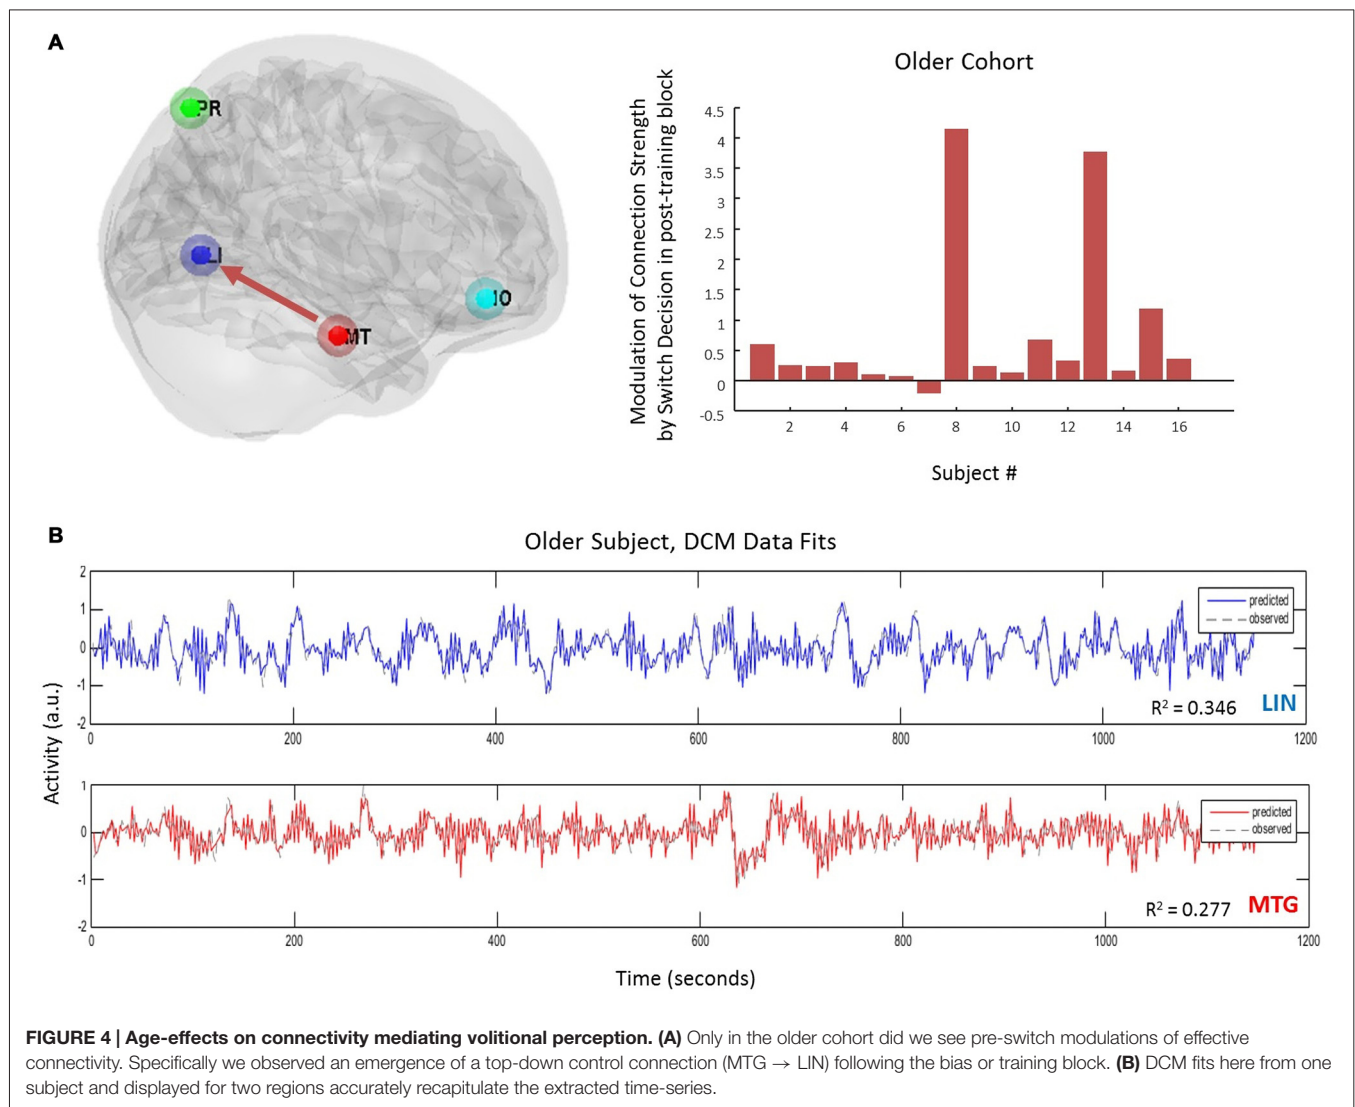 A
PR
LI
MT
IO
Older Cohort
Modulation of Connection Strength
by Switch Decision in post-training block
4.5
4
3.5
3
2.5
2
1.5
1
0.5
0
-0.5
2 4 6 8 10 12 14 16
Subject #
B
Older Subject, DCM Data Fits
Activity (a.u.)
2
1
0
-1
-2
predicted
observed
R² = 0.346 LIN
0 200 400 600 800 1000 1200
1
0
-1
-2
predicted
observed
R² = 0.277 MTG
0 200 400 600 800 1000 1200
Time (seconds)
FIGURE 4 | Age-effects on connectivity mediating volitional perception. (A) Only in the older cohort did we see pre-switch modulations of effective
connectivity. Specifically we observed an emergence of a top-down control connection (MTG → LIN) following the bias or training block. (B) DCM fits here from one
subject and displayed for two regions accurately recapitulate the extracted time-series.